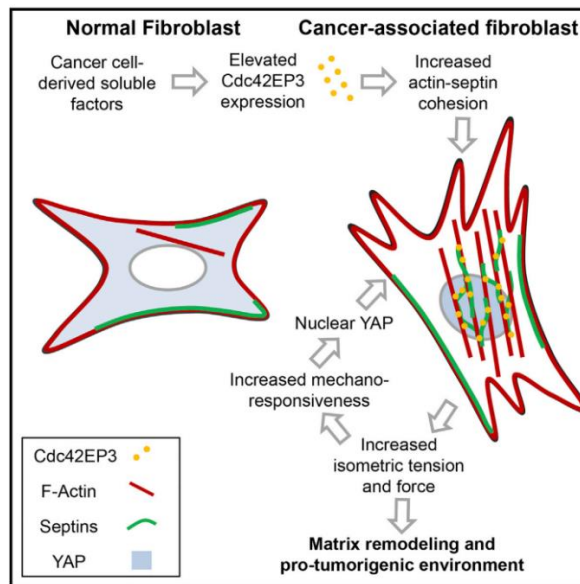 Normal Fibroblast
Cancer-associated fibroblast
Cancer cell-
derived soluble
factors
Elevated
Cdc42EP3
expression
Increased
actin-septin
cohesion
Nuclear YAP
Increased mechano-
responsiveness
Increased
isometric tension
and force
Matrix remodeling and
pro-tumorigenic environment
Cdc42EP3
F-Actin
Septins
YAP